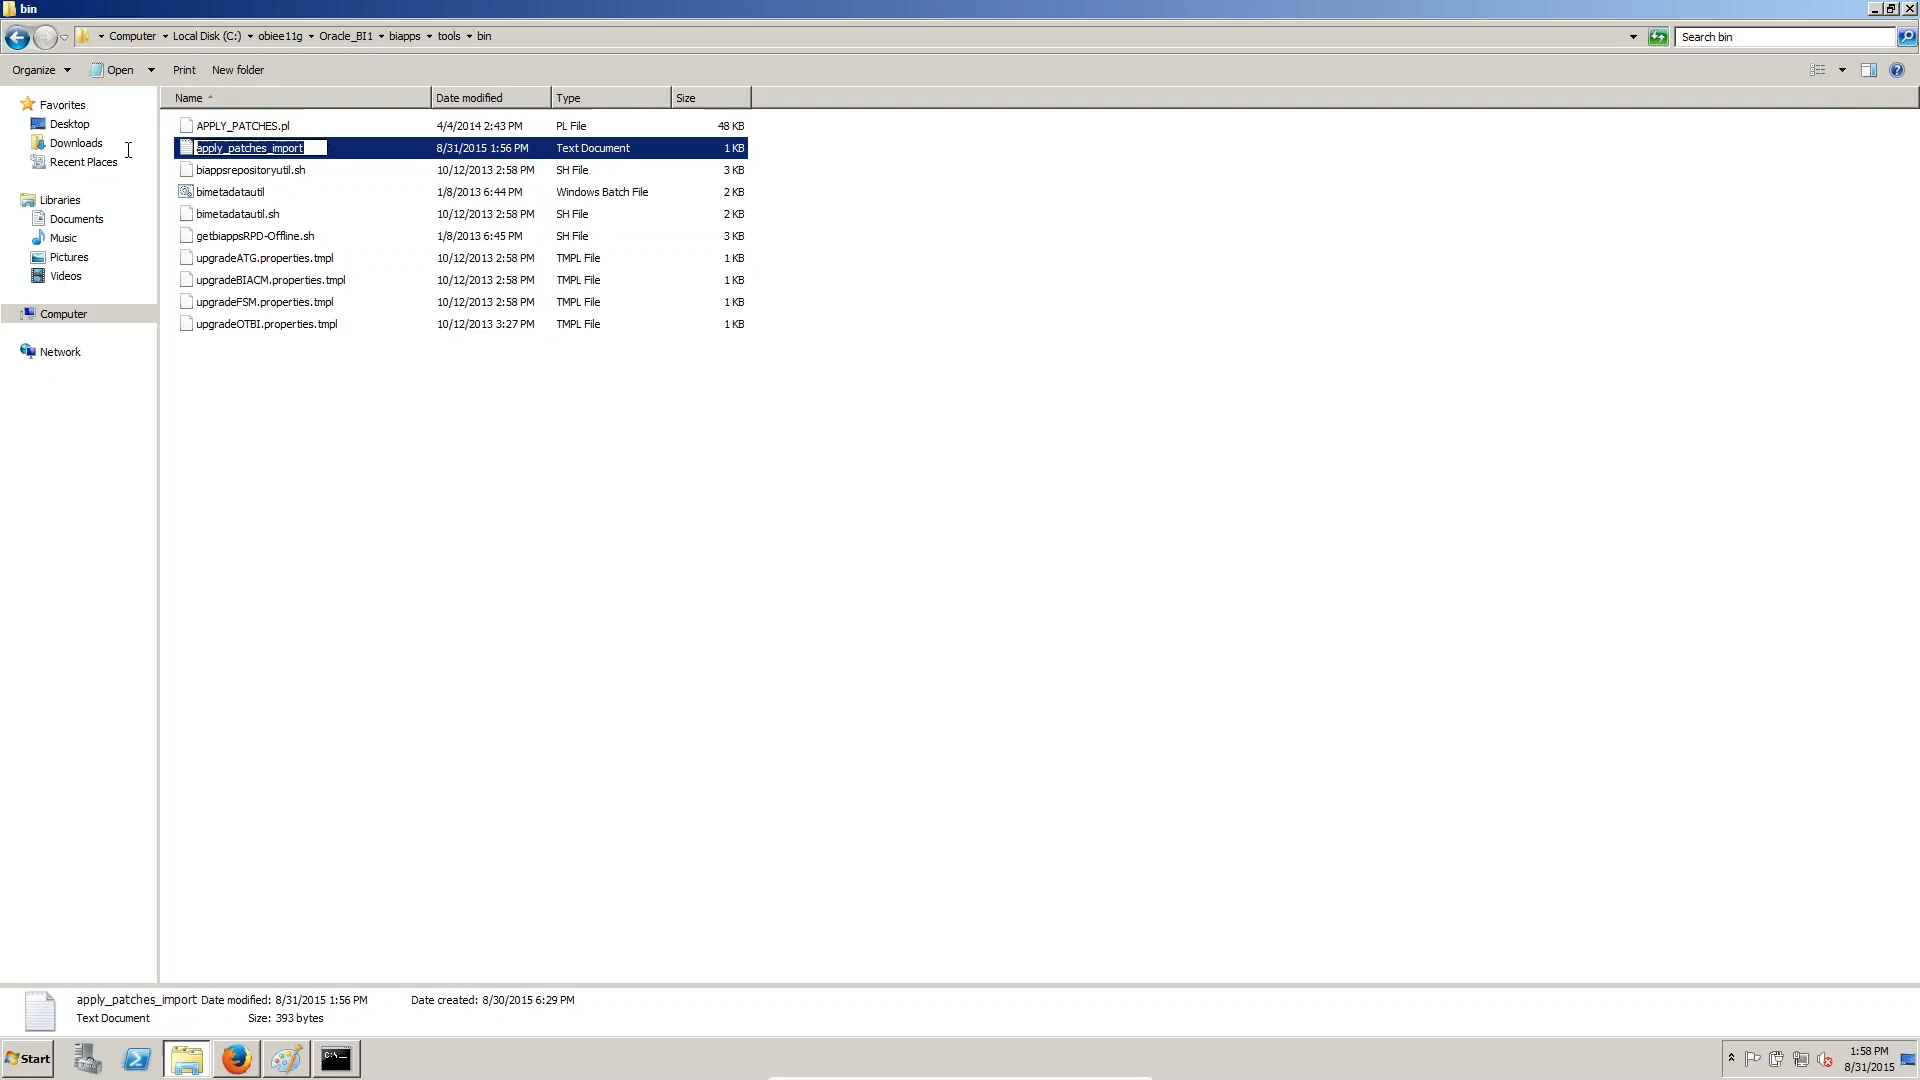 bin
Computer Local Disk (C:) obiee11g Oracle_BI1 biapps tools bin
Search bin
Organize Open Print New folder
Name Date modified Type Size
Favorites
Desktop
Downloads
Recent Places
Libraries
Documents
Music
Pictures
Videos
Computer
Network
APPLY_PATCHES.pl 4/4/2014 2:43 PM PL File 48 KB
apply_patches_import 8/31/2015 1:56 PM Text Document 1 KB
biappsrepositoryutil.sh 10/12/2013 2:58 PM SH File 3 KB
bimetadatautil 1/8/2013 6:44 PM Windows Batch File 2 KB
bimetadatautil.sh 10/12/2013 2:58 PM SH File 2 KB
getbiappsRPD-Offline.sh 1/8/2013 6:45 PM SH File 3 KB
upgradeATG.properties.tmpl 10/12/2013 2:58 PM TMPL File 1 KB
upgradeBIACM.properties.tmpl 10/12/2013 2:58 PM TMPL File 1 KB
upgradeFSM.properties.tmpl 10/12/2013 2:58 PM TMPL File 1 KB
upgradeOTBI.properties.tmpl 10/12/2013 3:27 PM TMPL File 1 KB
apply_patches_import Date modified: 8/31/2015 1:56 PM Date created: 8/30/2015 6:29 PM
Text Document Size: 393 bytes
Start
C:\
1:58 PM
8/31/2015